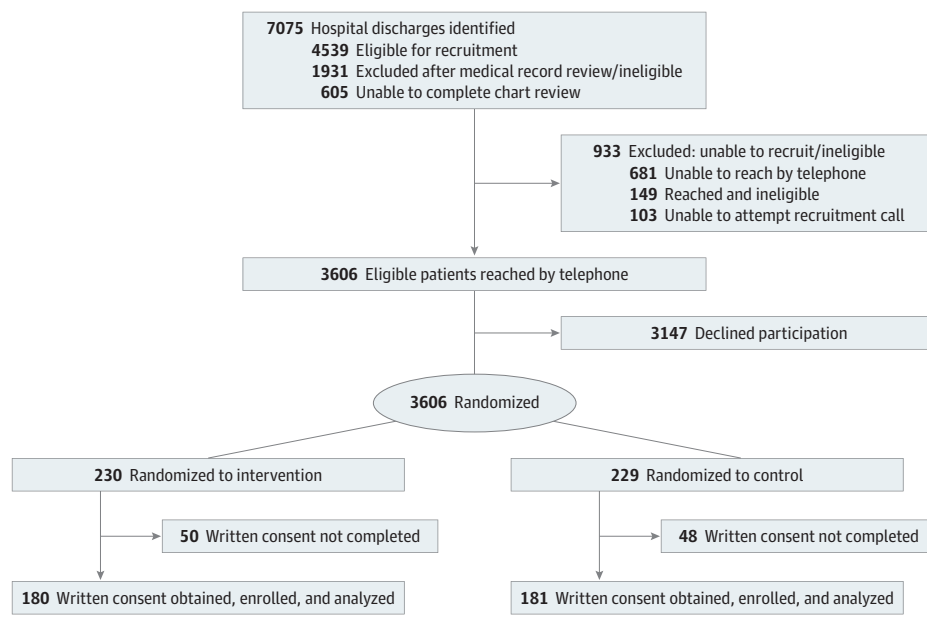 7075 Hospital discharges identified
4539 Eligible for recruitment
1931 Excluded after medical record review/ineligible
605 Unable to complete chart review
933 Excluded: unable to recruit/ineligible
681 Unable to reach by telephone
149 Reached and ineligible
103 Unable to attempt recruitment call
3606 Eligible patients reached by telephone
3147 Declined participation
3606 Randomized
230 Randomized to intervention
229 Randomized to control
50 Written consent not completed
48 Written consent not completed
180 Written consent obtained, enrolled, and analyzed
181 Written consent obtained, enrolled, and analyzed